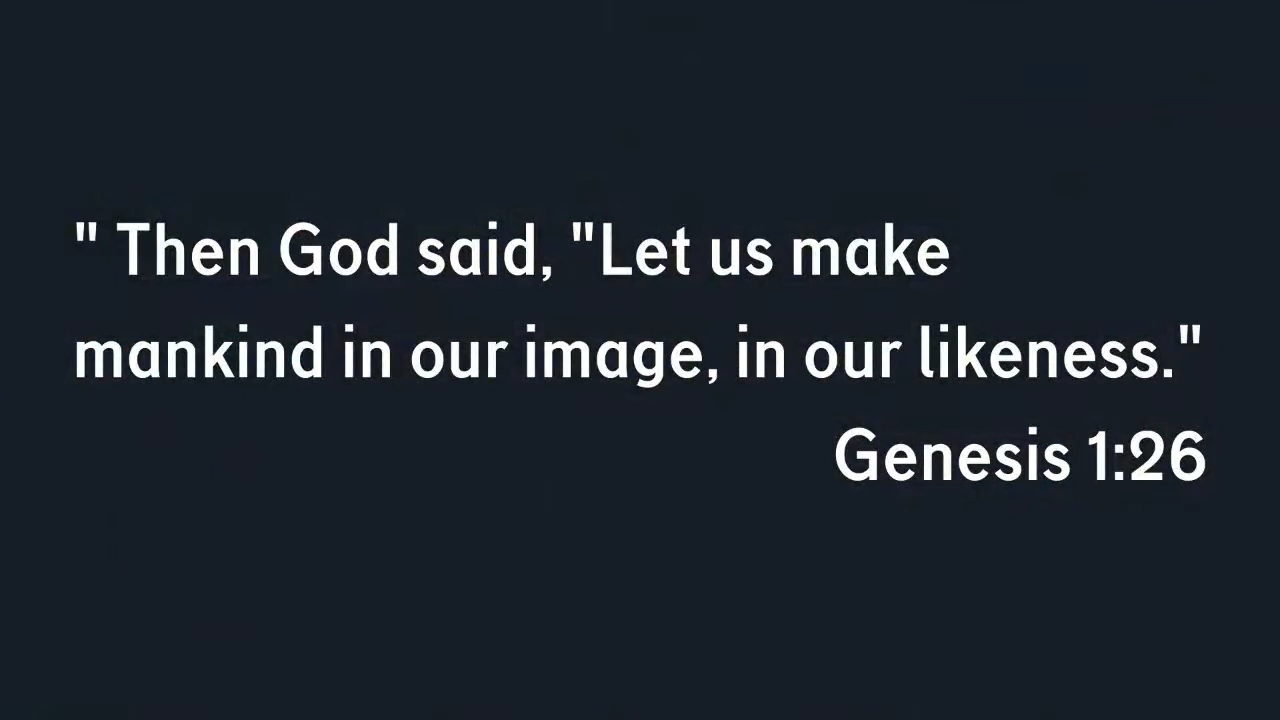 " Then God said, "Let us make
mankind in our image, in our likeness."
Genesis 1:26